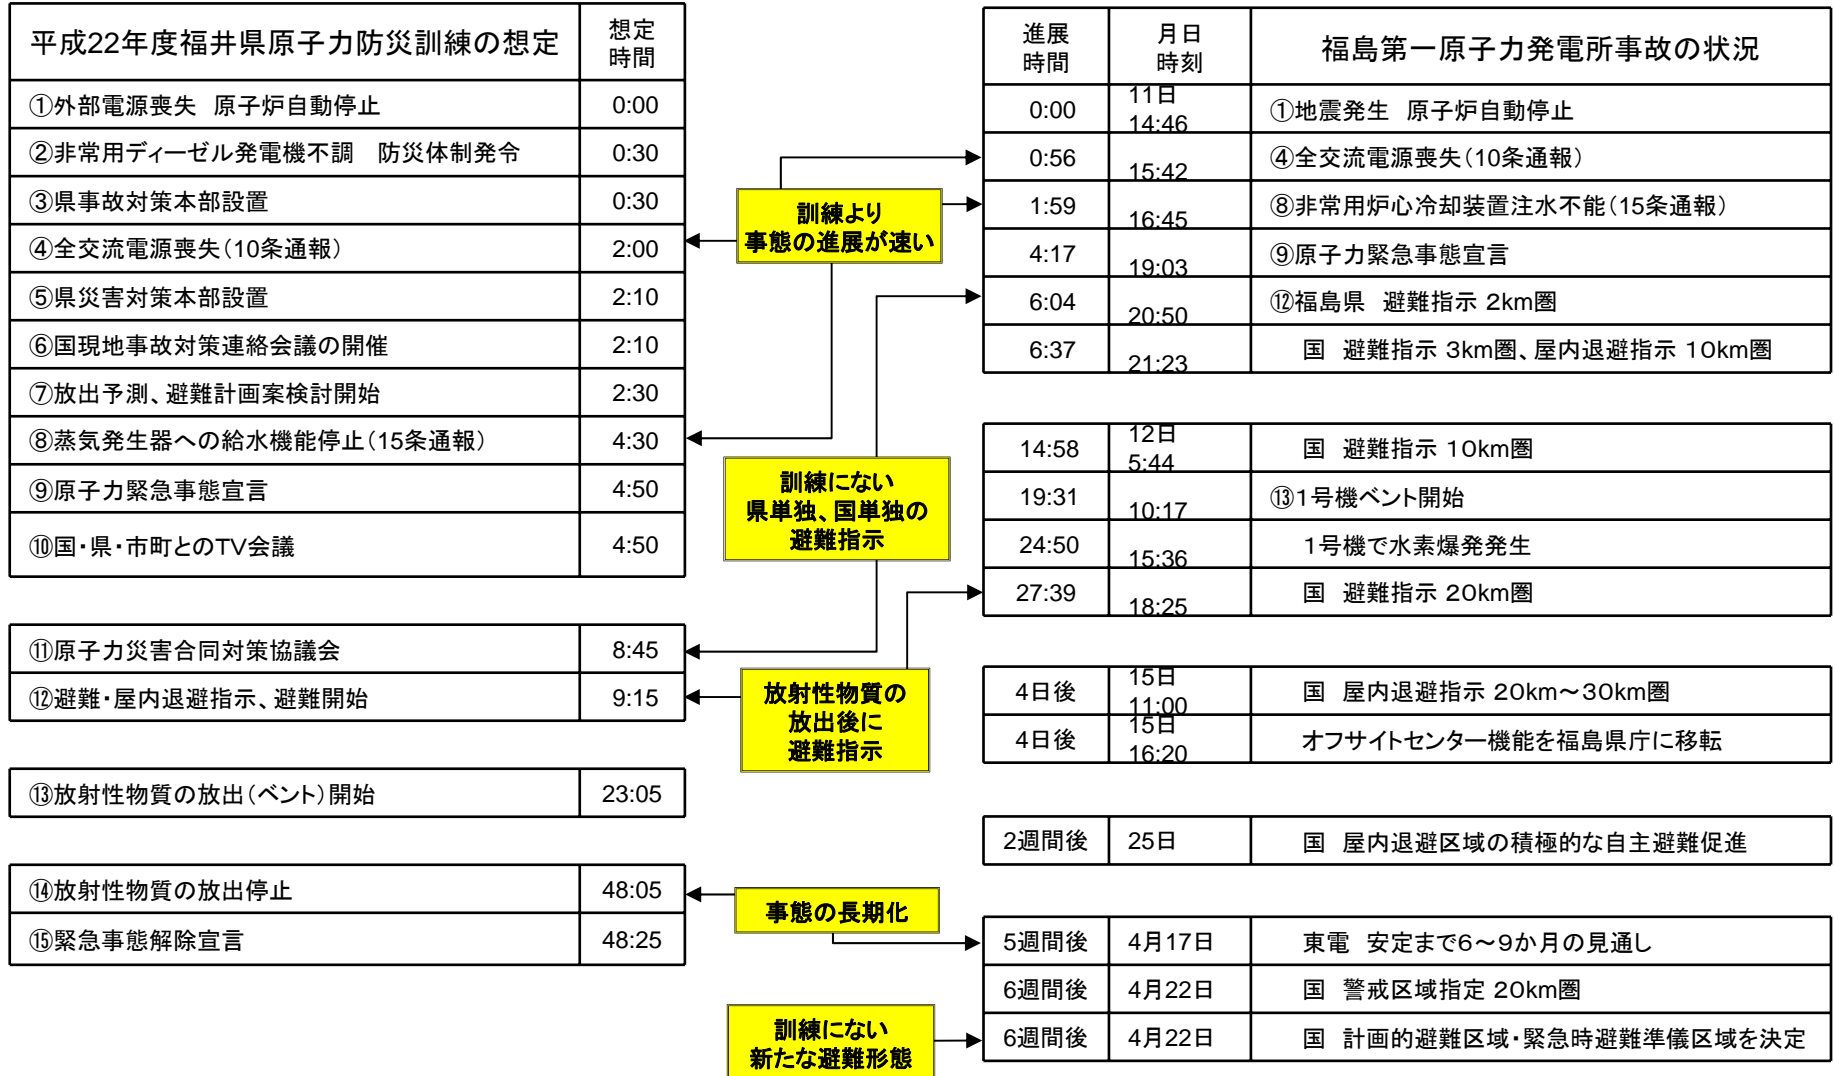 平成22年度福井県原子力防災訓練の想定
想定
時間
①外部電源喪失　原子炉自動停止
0:00
②非常用ディーゼル発電機不調　防災体制発令
0:30
③県事故対策本部設置
0:30
④全交流電源喪失(10条通報)
2:00
⑤県災害対策本部設置
2:10
⑥国現地事故対策連絡会議の開催
2:10
⑦放出予測、避難計画案検討開始
2:30
⑧蒸気発生器への給水機能停止(15条通報)
4:30
⑨原子力緊急事態宣言
4:50
⑩国・県・市町とのTV会議
4:50
⑪原子力災害合同対策協議会
8:45
⑫避難・屋内退避指示、避難開始
9:15
⑬放射性物質の放出(ベント)開始
23:05
⑭放射性物質の放出停止
48:05
⑮緊急事態解除宣言
48:25
訓練より
事態の進展が速い
訓練にない
県単独、国単独の
避難指示
放射性物質の
放出後に
避難指示
事態の長期化
訓練にない
新たな避難形態
進展
時間
月日
時刻
福島第一原子力発電所事故の状況
0:00
11日
14:46
①地震発生　原子炉自動停止
0:56
15:42
④全交流電源喪失(10条通報)
1:59
16:45
⑧非常用炉心冷却装置注水不能(15条通報)
4:17
19:03
⑨原子力緊急事態宣言
6:04
20:50
⑫福島県　避難指示 2km圏
6:37
21:23
国　避難指示 3km圏、屋内退避指示 10km圏
14:58
12日
5:44
国　避難指示 10km圏
19:31
10:17
⑬1号機ベント開始
24:50
15:36
1号機で水素爆発発生
27:39
18:25
国　避難指示 20km圏
4日後
15日
11:00
国　屋内退避指示 20km～30km圏
4日後
15日
16:20
オフサイトセンター機能を福島県庁に移転
2週間後
25日
国　屋内退避区域の積極的な自主避難促進
5週間後
4月17日
東電　安定まで6～9か月の見通し
6週間後
4月22日
国　警戒区域指定 20km圏
6週間後
4月22日
国　計画的避難区域・緊急時避難準儀区域を決定